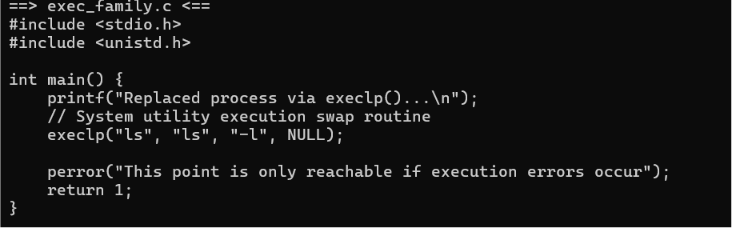 ==> exec_family.c <==
#include <stdio.h>
#include <unistd.h>

int main() {
    printf("Replaced process via execlp()...\n");
    // System utility execution swap routine
    execlp("ls", "ls", "-l", NULL);

    perror("This point is only reachable if execution errors occur");
    return 1;
}